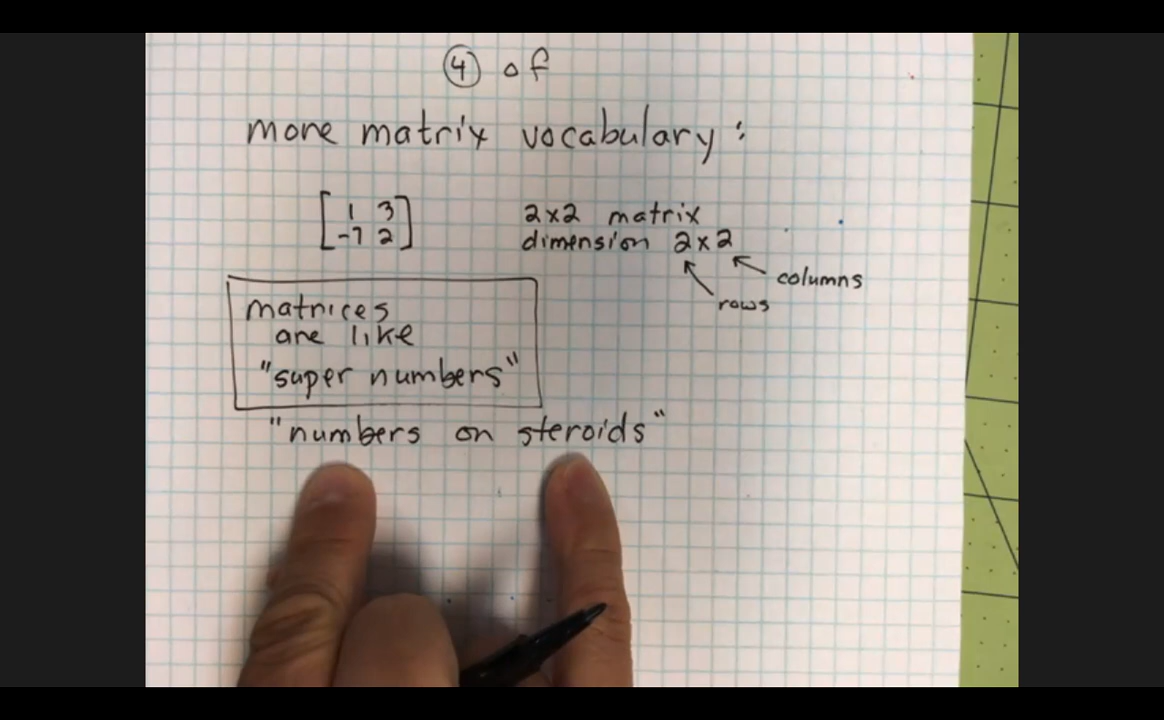 ④ of
more matrix vocabulary:
[1 3
-7 2]
2x2 matrix
dimension 2x2
columns
rows
matrices
are like
"super numbers"
"numbers on steroids"